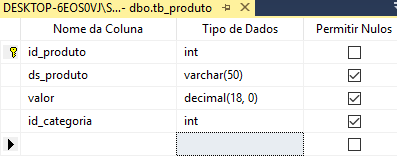 DESKTOP-6EOS0VJ\S...- dbo.tb_produto
Nome da Coluna Tipo de Dados Permitir Nulos
id_produto int
ds_produto varchar(50)
valor decimal(18, 0)
id_categoria int